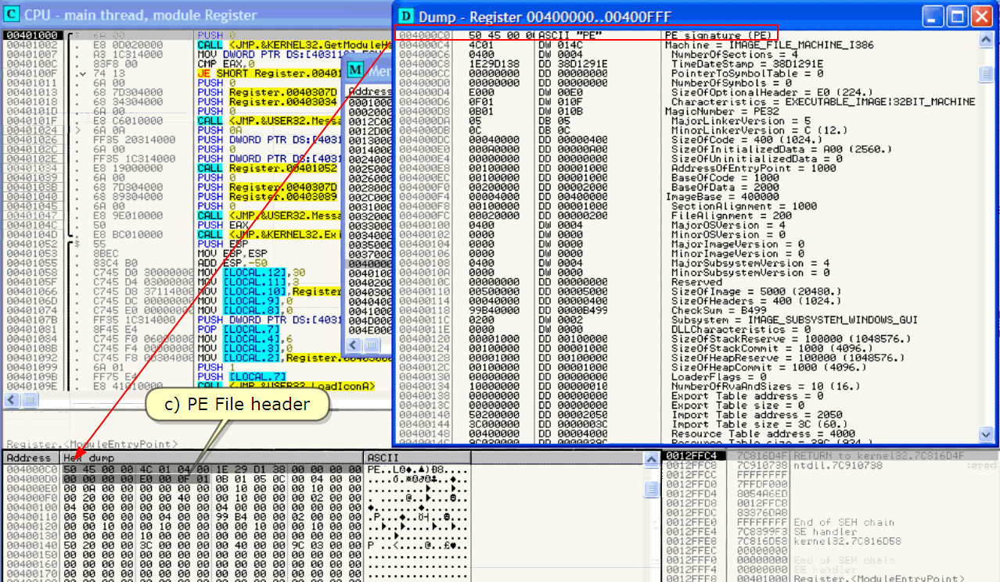 C CPU - main thread, module Register
00401000 6A 00 PUSH 0
00401002 E8 0D020000 CALL <JMP.&KERNEL32.GetModuleHa
00401007 A3 1C314000 MOV DWORD PTR DS:[40311
0040100C 83F8 00 CMP EAX,0
0040100F 74 13 JE SHORT Register.00401
00401011 6A 00 PUSH 0
00401013 68 7D304000 PUSH Register.0040307D
00401018 68 34304000 PUSH Register.00403034
0040101D 6A 00 PUSH 0
0040101F E8 C6010000 CALL <JMP.&USER32.Messa
00401024 6A 0A PUSH 0A
00401026 FF35 20314000 PUSH DWORD PTR DS:[4031
0040102C 6A 00 PUSH 0
0040102E FF35 1C314000 PUSH DWORD PTR DS:[4031
00401034 E8 19000000 CALL Register.00401052
00401039 6A 00 PUSH 0
0040103B 68 7D304000 PUSH Register.0040307D
00401040 68 89304000 PUSH Register.00403089
00401045 6A 00 PUSH 0
00401047 E8 9E010000 CALL <JMP.&USER32.Messa
0040104C 50 PUSH EAX
0040104D E8 BC010000 CALL <JMP.&KERNEL32.Exi
00401052 55 PUSH EBP
00401053 8BEC MOV EBP,ESP
00401055 83C4 B0 ADD ESP,-50
00401058 C745 D0 30000000 MOV [LOCAL.12],30
0040105F C745 D4 03000000 MOV [LOCAL.11],3
00401066 C745 D8 37114000 MOV [LOCAL.10],Register
0040106D C745 DC 00000000 MOV [LOCAL.9],0
00401074 C745 E0 00000000 MOV [LOCAL.8],0
0040107B FF35 1C314000 PUSH DWORD PTR DS:[4031
00401081 8F45 E4 POP [LOCAL.7]
00401084 C745 F0 06000000 MOV [LOCAL.4],6
0040108B C745 F4 00000000 MOV [LOCAL.3],0
00401092 C745 F8 00304000 MOV [LOCAL.2],Register.00403000
00401099 6A 01 PUSH 1
0040109B FF75 E4 PUSH [LOCAL.7]
0040109E E8 41010000 CALL <JMP.&USER32.LoadIconA>
M Mem
Address
0001000
0002000
0012C00
0012D00
0013000
0014000
0024000
0025000
0026000
0028000
002C000
0031000
0032000
0033000
0034000
0035000
0037000
0040000
0040100
0040200
0040300
0040400
0041000
004D000
004E000
D Dump - Register 00400000..00400FFF
004000C0 50 45 00 0( ASCII "PE" PE signature (PE)
004000C4 4C01 DW 014C Machine = IMAGE_FILE_MACHINE_I386
004000C6 0400 DW 0004 NumberOfSections = 4
004000C8 1E29D138 DD 38D1291E TimeDateStamp = 38D1291E
004000CC 00000000 DD 00000000 PointerToSymbolTable = 0
004000D0 00000000 DD 00000000 NumberOfSymbols = 0
004000D4 E000 DW 00E0 SizeOfOptionalHeader = E0 (224.)
004000D6 0F01 DW 010F Characteristics = EXECUTABLE_IMAGE!32BIT_MACHINE
004000D8 0B01 DW 010B MagicNumber = PE32
004000DA 05 DB 05 MajorLinkerVersion = 5
004000DB 0C DB 0C MinorLinkerVersion = C (12.)
004000DC 00040000 DD 00000400 SizeOfCode = 400 (1024.)
004000E0 000A0000 DD 00000A00 SizeOfInitializedData = A00 (2560.)
004000E4 00000000 DD 00000000 SizeOfUninitializedData = 0
004000E8 00100000 DD 00001000 AddressOfEntryPoint = 1000
004000EC 00100000 DD 00001000 BaseOfCode = 1000
004000F0 00200000 DD 00002000 BaseOfData = 2000
004000F4 00004000 DD 00400000 ImageBase = 400000
004000F8 00100000 DD 00001000 SectionAlignment = 1000
004000FC 00020000 DD 00000200 FileAlignment = 200
00400100 0400 DW 0004 MajorOSVersion = 4
00400102 0000 DW 0000 MinorOSVersion = 0
00400104 0000 DW 0000 MajorImageVersion = 0
00400106 0000 DW 0000 MinorImageVersion = 0
00400108 0400 DW 0004 MajorSubsystemVersion = 4
0040010A 0000 DW 0000 MinorSubsystemVersion = 0
0040010C 00000000 DD 00000000 Reserved
00400110 00500000 DD 00005000 SizeOfImage = 5000 (20480.)
00400114 00040000 DD 00000400 SizeOfHeaders = 400 (1024.)
00400118 99B40000 DD 0000B499 CheckSum = B499
0040011C 0200 DW 0002 Subsystem = IMAGE_SUBSYSTEM_WINDOWS_GUI
0040011E 0000 DW 0000 DLLCharacteristics = 0
00400120 00001000 DD 00100000 SizeOfStackReserve = 100000 (1048576.)
00400124 00100000 DD 00001000 SizeOfStackCommit = 1000 (4096.)
00400128 00001000 DD 00100000 SizeOfHeapReserve = 100000 (1048576.)
0040012C 00100000 DD 00001000 SizeOfHeapCommit = 1000 (4096.)
00400130 00000000 DD 00000000 LoaderFlags = 0
00400134 10000000 DD 00000010 NumberOfRvaAndSizes = 10 (16.)
00400138 00000000 DD 00000000 Export Table address = 0
0040013C 00000000 DD 00000000 Export Table size = 0
00400140 50200000 DD 00002050 Import Table address = 2050
00400144 3C000000 DD 0000003C Import Table size = 3C (60.)
00400148 00400000 DD 00004000 Resource Table address = 4000
c) PE File header
Register.<ModuleEntryPoint>
Address Hex dump ASCII
004000C0 50 45 00 00 4C 01 04 00 1E 29 D1 38 00 00 00 00 PE..L
004000D0 00 00 00 00 E0 00 0F 01 0B 01 05 0C 00 04 00 00
004000E0 00 0A 00 00 00 00 00 00 00 10 00 00 00 10 00 00
004000F0 00 20 00 00 00 00 40 00 00 10 00 00 00 02 00 00
00400100 04 00 00 00 00 00 00 00 04 00 00 00 00 00 00 00
00400110 00 50 00 00 00 04 00 00 99 B4 00 00 02 00 00 00
00400120 00 00 10 00 00 10 00 00 00 00 10 00 00 10 00 00
00400130 00 00 00 00 10 00 00 00 00 00 00 00 00 00 00 00
00400140 50 20 00 00 3C 00 00 00 00 40 00 00 9C 03 00 00
00400150 00 00 00 00 00 00 00 00 00 00 00 00 00 00 00 00
00400160 00 00 00 00 00 00 00 00 00 00 00 00 00 00 00 00
00400170 00 00 00 00 00 00 00 00 00 00 00 00 00 00 00 00
0012FFC4 7C816D4F RETURN to kernel32.7C816D4F
0012FFC8 7C910738 ntdll.7C910738
0012FFCC FFFFFFFF
0012FFD0 7FFDF000
0012FFD4 8054A6ED
0012FFD8 0012FFC8
0012FFDC 83376DA8
0012FFE0 FFFFFFFF End of SEH chain
0012FFE4 7C8399F3 SE handler
0012FFE8 7C816D58 kernel32.7C816D58
0012FFEC 00000000
0012FFF0 00000000 End of SEH chain
0012FFF4 00000000 SE handler
0012FFF8 00401000 Register.<ModuleEntryPoint>